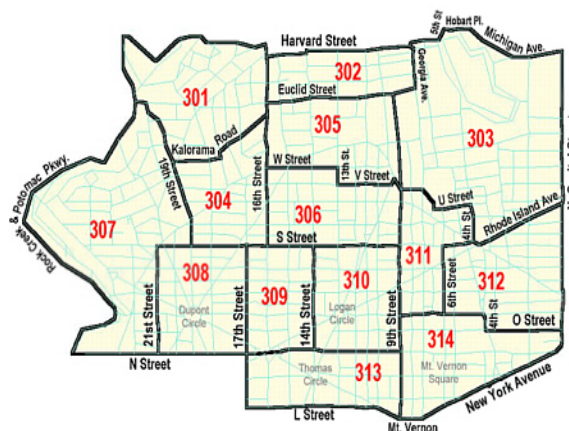 5th St
Hobart Pl.
Michigan Ave.
Harvard Street
302
Georgia Ave.
301
Euclid Street
305
303
Kalorama
Road
W Street
13th St.
V Street
Rock Creek & Potomac Pkwy.
19th Street
304
16th Street
306
U Street
4th St
Rhode Island Ave.
307
S Street
311
308
309
310
312
6th Street
4th St
21st Street
Dupont
Circle
17th Street
14th Street
Logan
Circle
9th Street
O Street
314
N Street
Thomas
Circle
313
Mt. Vernon
Square
New York Avenue
L Street
Mt. Vernon